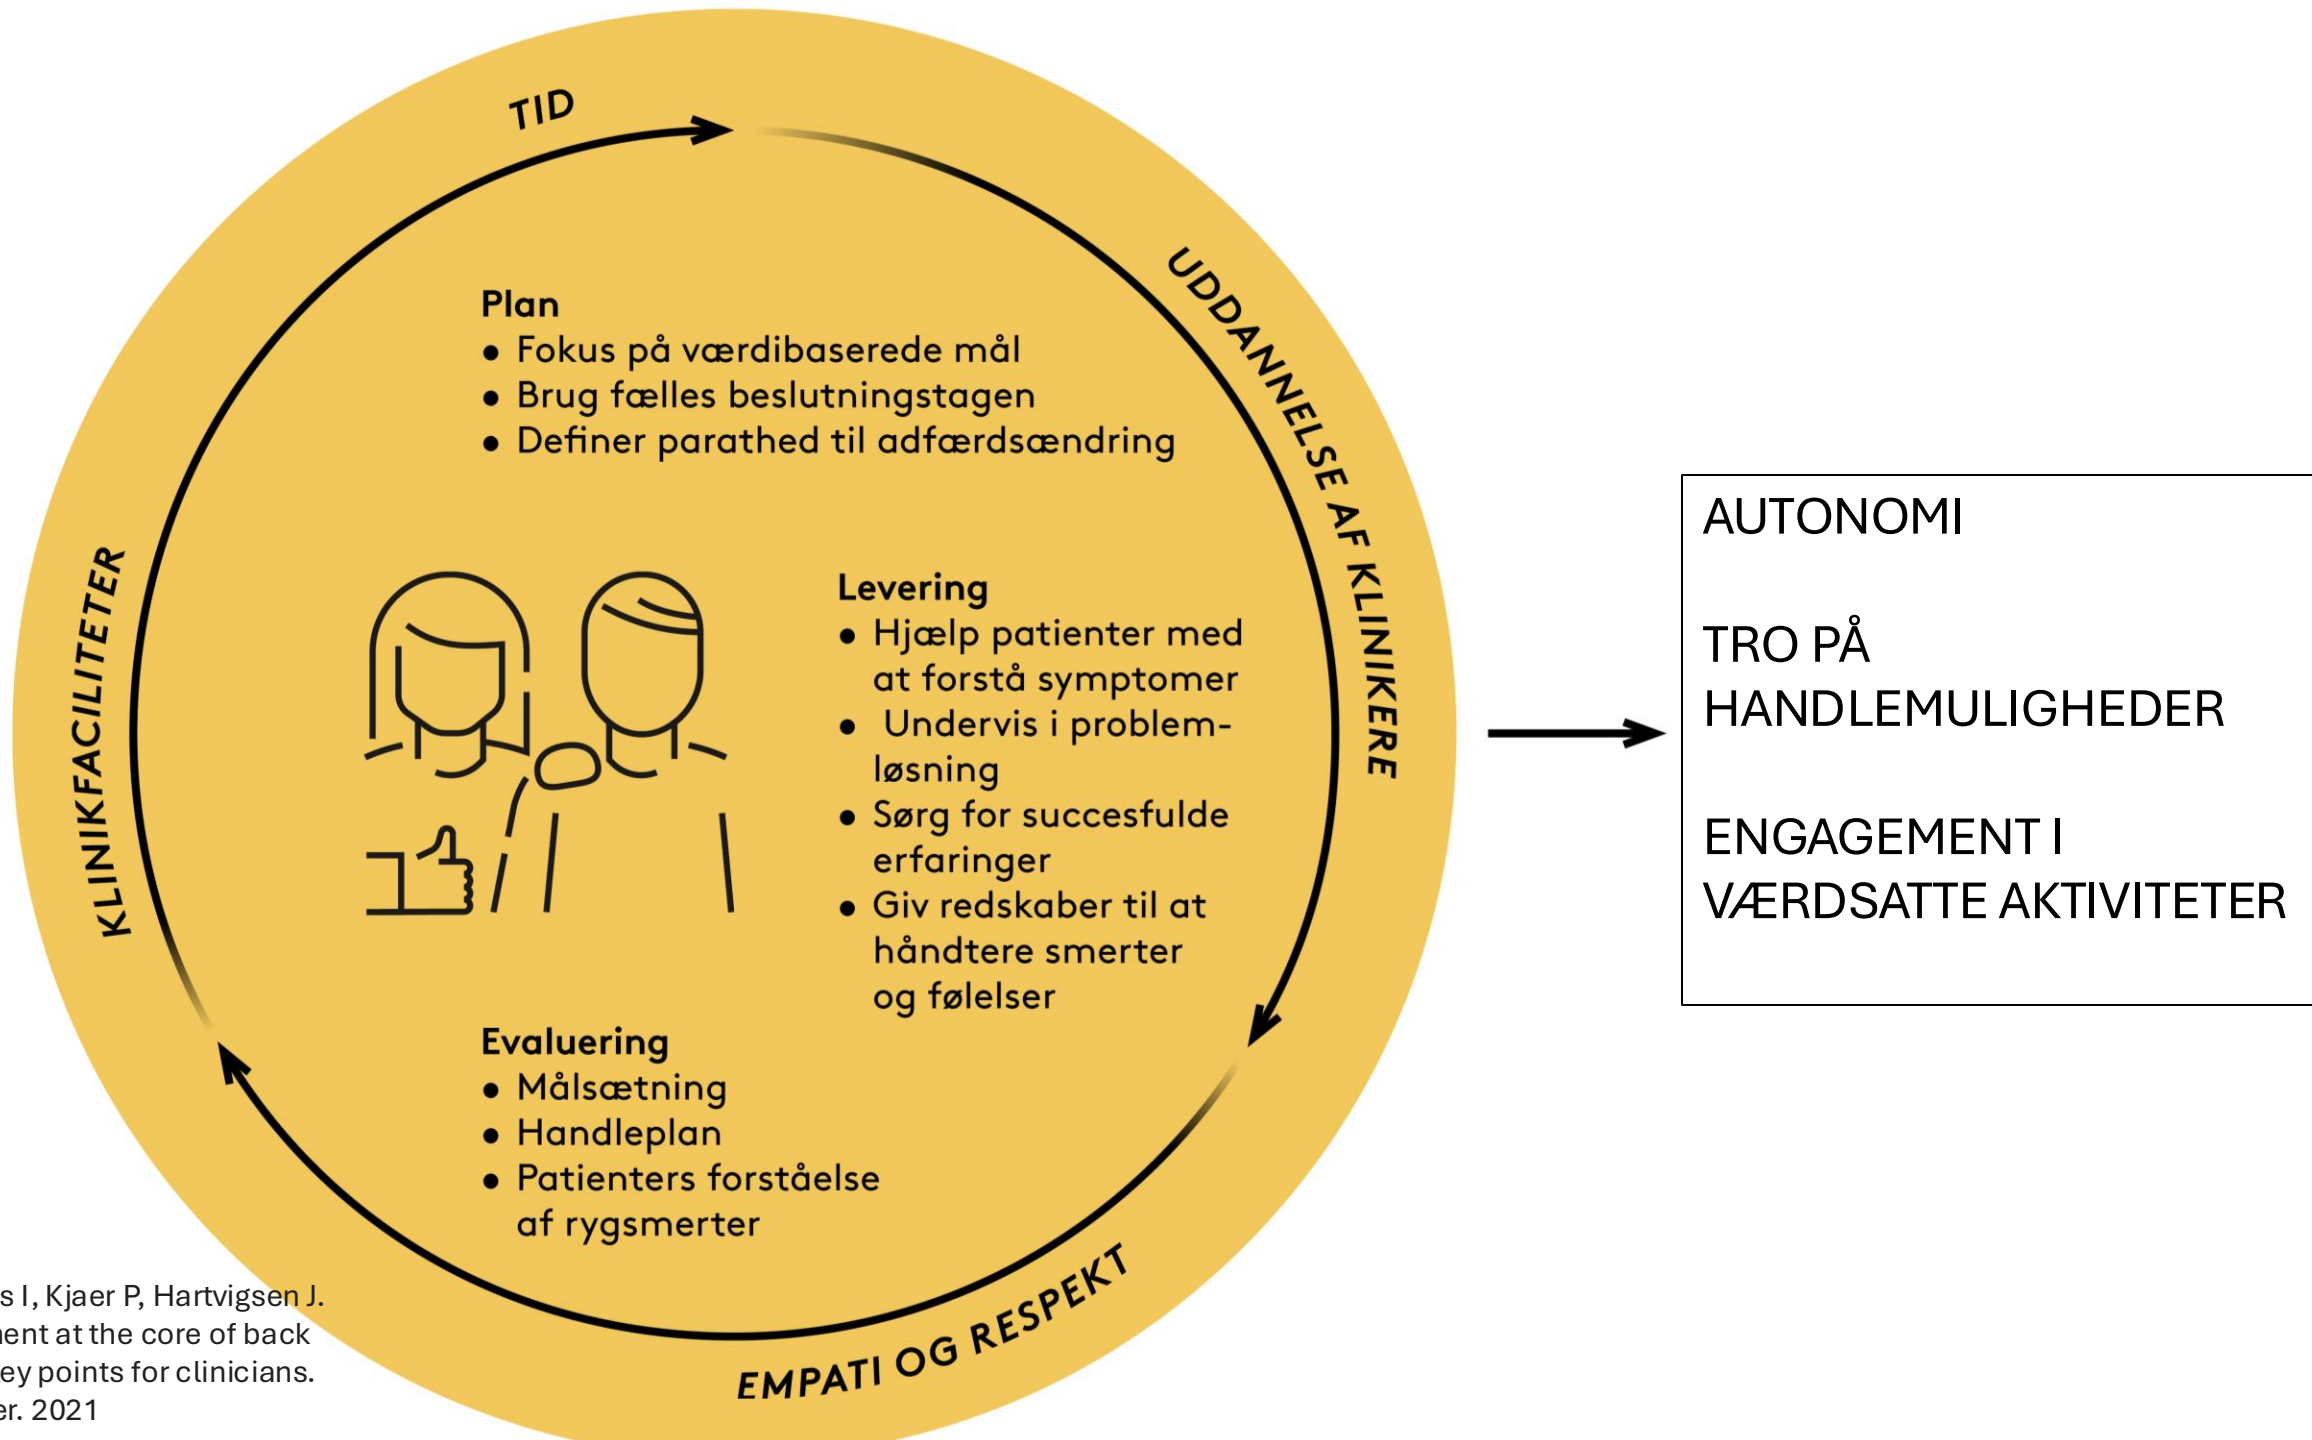 TID
UDDANNELSE AF KLINIKERE
KLINIKFACILITETER
EMPATI OG RESPEKT
Plan
• Fokus på værdibaserede mål
• Brug fælles beslutningstagen
• Definer parathed til adfærdsændring
Levering
• Hjælp patienter med
at forstå symptomer
• Undervis i problem-
løsning
• Sørg for succesfulde
erfaringer
• Giv redskaber til at
håndtere smerter
og følelser
Evaluering
• Målsætning
• Handleplan
• Patienters forståelse
af rygsmerter
AUTONOMI
TRO PÅ
HANDLEMULIGHEDER
ENGAGEMENT I
VÆRDSATTE AKTIVITETER
I, Kjaer P, Hartvigsen J.
at the core of back
points for clinicians.
2021